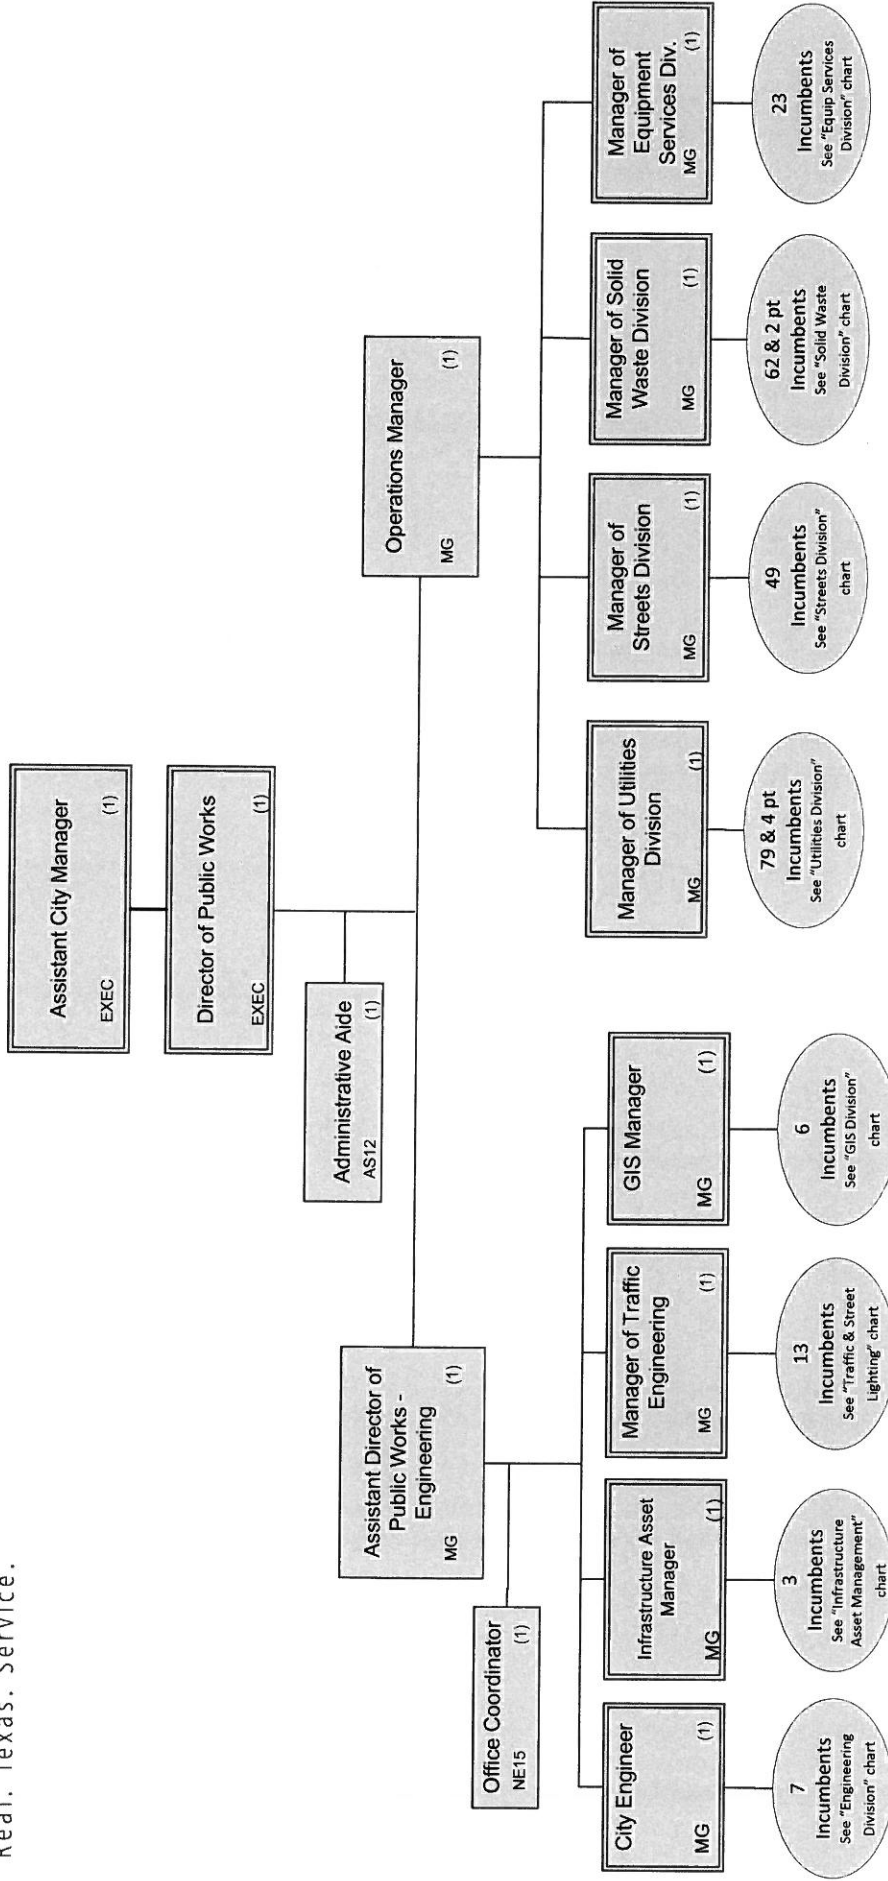 Real. Texas. Service.
Assistant City Manager
EXEC (1)
Director of Public Works
EXEC (1)
Administrative Aide
AS12 (1)
Assistant Director of
Public Works -
Engineering
MG (1)
Operations Manager
MG (1)
Office Coordinator
NE15 (1)
City Engineer
MG (1)
Infrastructure Asset
Manager
MG (1)
Manager of Traffic
Engineering
MG (1)
GIS Manager
MG (1)
Manager of Utilities
Division
MG (1)
Manager of
Streets Division
MG (1)
Manager of Solid
Waste Division
MG (1)
Manager of
Equipment
Services Div.
MG (1)
7
Incumbents
See "Engineering
Division" chart
3
Incumbents
See "Infrastructure
Asset Management"
chart
13
Incumbents
See "Traffic & Street
Lighting" chart
6
Incumbents
See "GIS Division"
chart
79 & 4 pt
Incumbents
See "Utilities Division"
chart
49
Incumbents
See "Streets Division"
chart
62 & 2 pt
Incumbents
See "Solid Waste
Division" chart
23
Incumbents
See "Equip Services
Division" chart